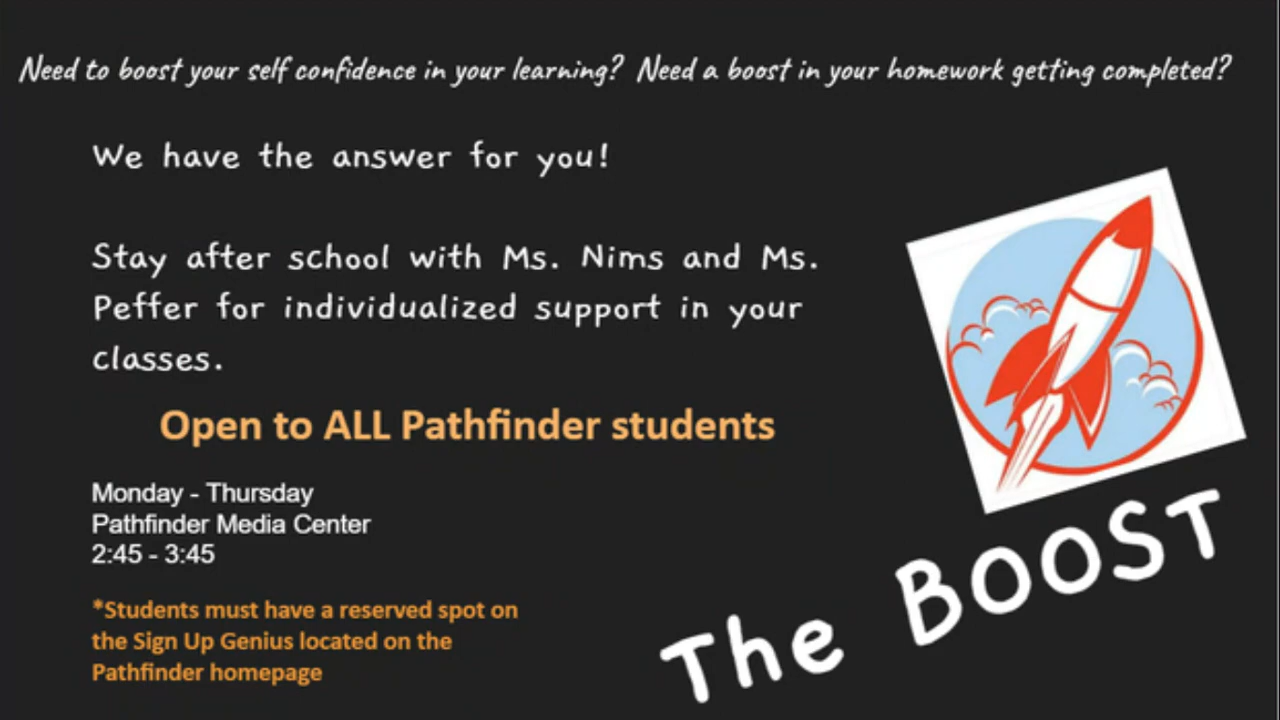 Need to boost your self confidence in your learning? Need a boost in your homework getting completed?
We have the answer for you!
Stay after school with Ms. Nims and Ms.
Peffer for individualized support in your
classes.
Open to ALL Pathfinder students
Monday - Thursday
Pathfinder Media Center
2:45 - 3:45
*Students must have a reserved spot on
the Sign Up Genius located on the
Pathfinder homepage
The BOOST